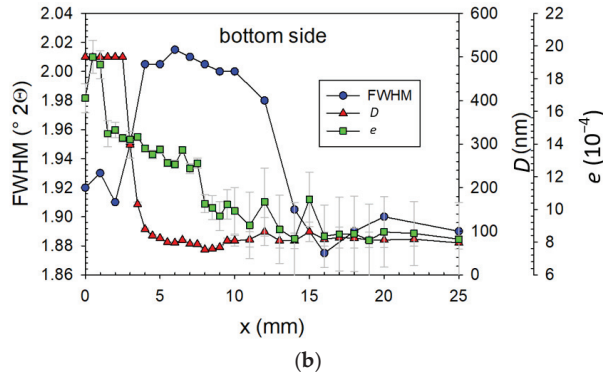 bottom side
FWHM (° 2Θ)
2.04
2.02
2.00
1.98
1.96
1.94
1.92
1.90
1.88
1.86
FWHM
D
e
600
500
400
300
200
100
0
D (nm)
20
18
16
14
12
10
8
6
e (10⁻⁴)
0 5 10 15 20 25
x (mm)
(b)